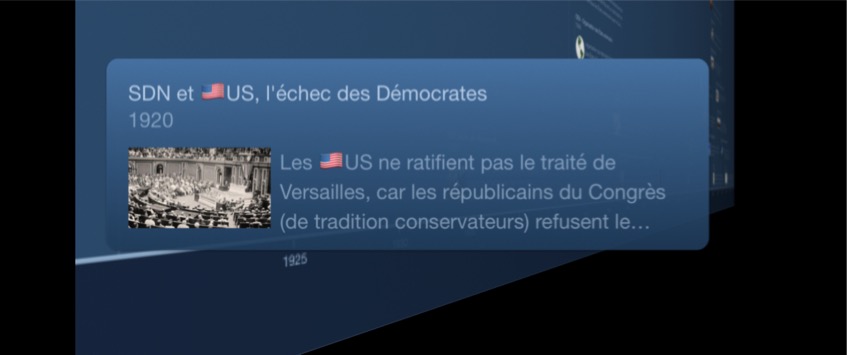 SDN et 🇺🇸US, l'échec des Démocrates
1920
Les 🇺🇸US ne ratifient pas le traité de
Versailles, car les républicains du Congrès
(de tradition conservateurs) refusent le…
1925